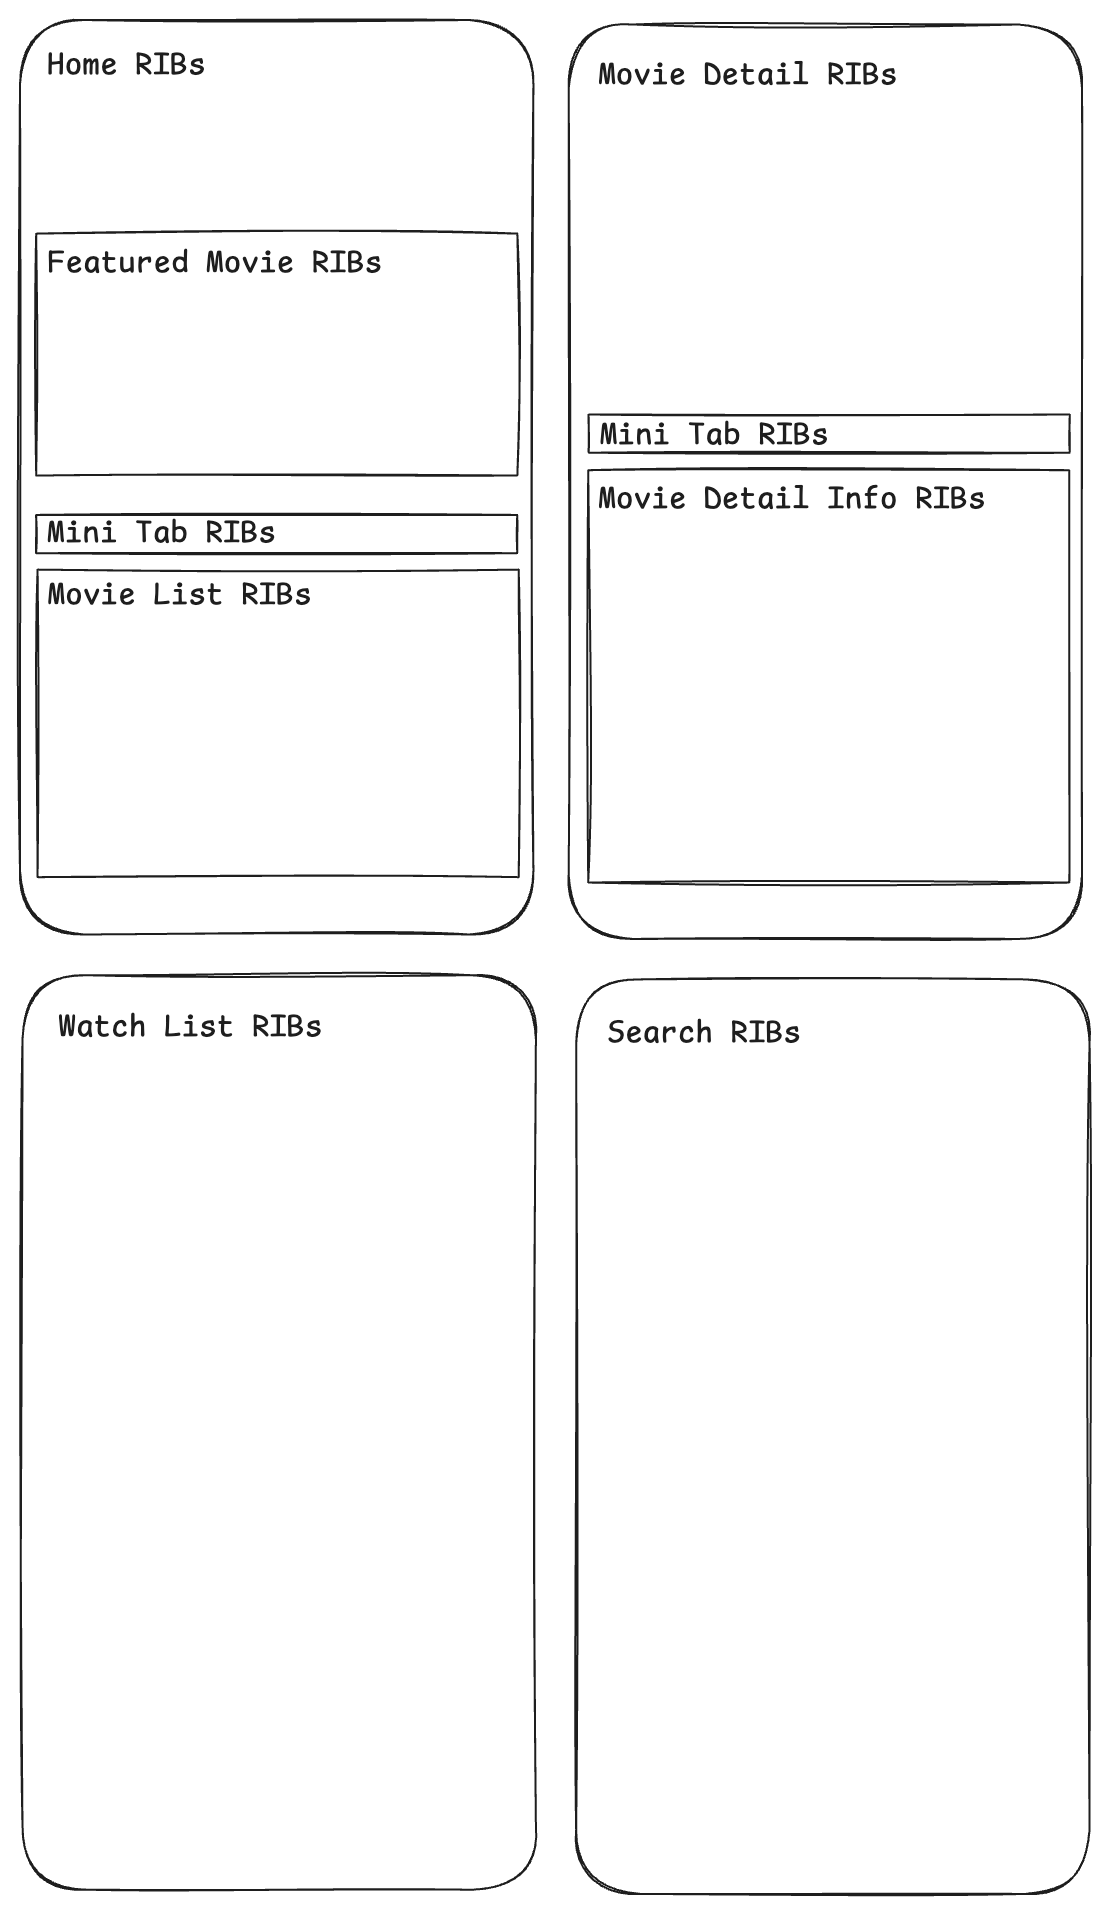 Home RIBs
Featured Movie RIBs
Mini Tab RIBs
Movie List RIBs
Movie Detail RIBs
Mini Tab RIBs
Movie Detail Info RIBs
Watch List RIBs
Search RIBs